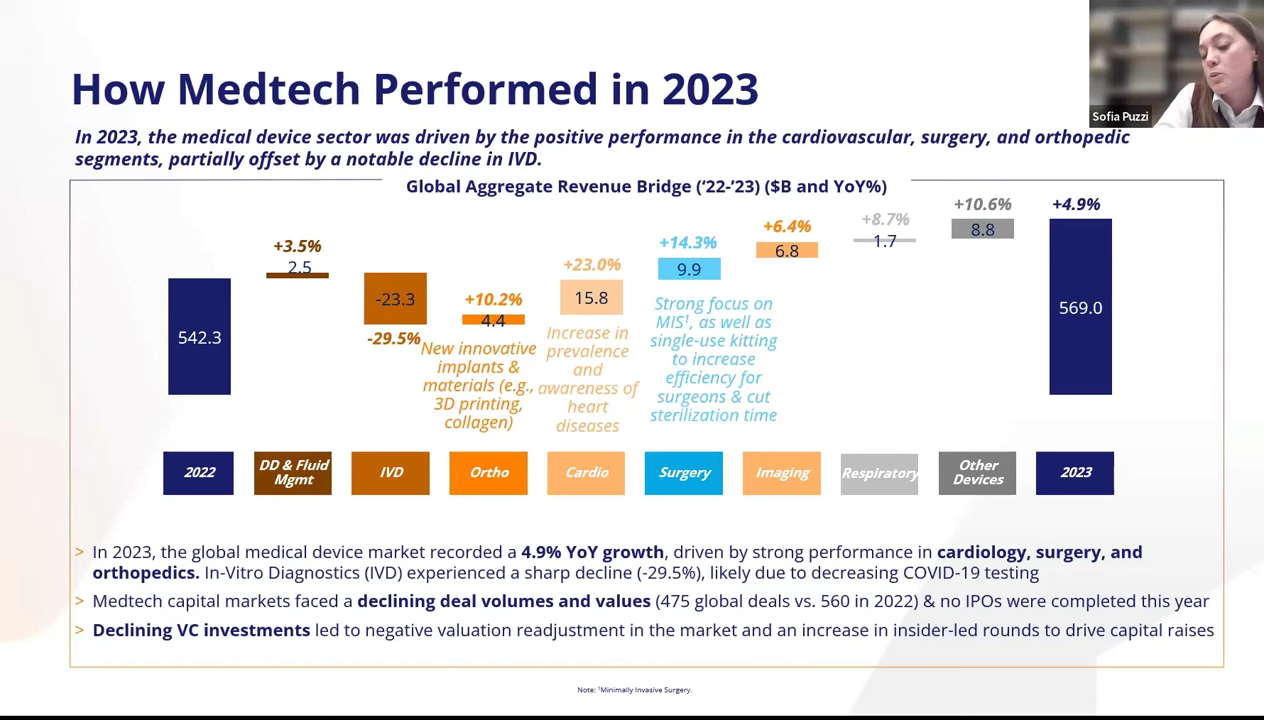 How Medtech Performed in 2023
Sofia Puzzi
In 2023, the medical device sector was driven by the positive performance in the cardiovascular, surgery, and orthopedic
segments, partially offset by a notable decline in IVD.
Global Aggregate Revenue Bridge (‘22-’23) ($B and YoY%)
542.3
+3.5%
2.5
-23.3
-29.5%
+10.2%
4.4
New innovative
implants &
materials (e.g.,
3D printing,
collagen)
+23.0%
15.8
Increase in
prevalence
and
awareness of
heart
diseases
+14.3%
9.9
Strong focus on
MIS¹, as well as
single-use kitting
to increase
efficiency for
surgeons & cut
sterilization time
+6.4%
6.8
+8.7%
1.7
+10.6%
8.8
+4.9%
569.0
2022
DD & Fluid
Mgmt
IVD
Ortho
Cardio
Surgery
Imaging
Respiratory
Other
Devices
2023
> In 2023, the global medical device market recorded a 4.9% YoY growth, driven by strong performance in cardiology, surgery, and
orthopedics. In-Vitro Diagnostics (IVD) experienced a sharp decline (-29.5%), likely due to decreasing COVID-19 testing
> Medtech capital markets faced a declining deal volumes and values (475 global deals vs. 560 in 2022) & no IPOs were completed this year
> Declining VC investments led to negative valuation readjustment in the market and an increase in insider-led rounds to drive capital raises
Note: ¹Minimally Invasive Surgery.